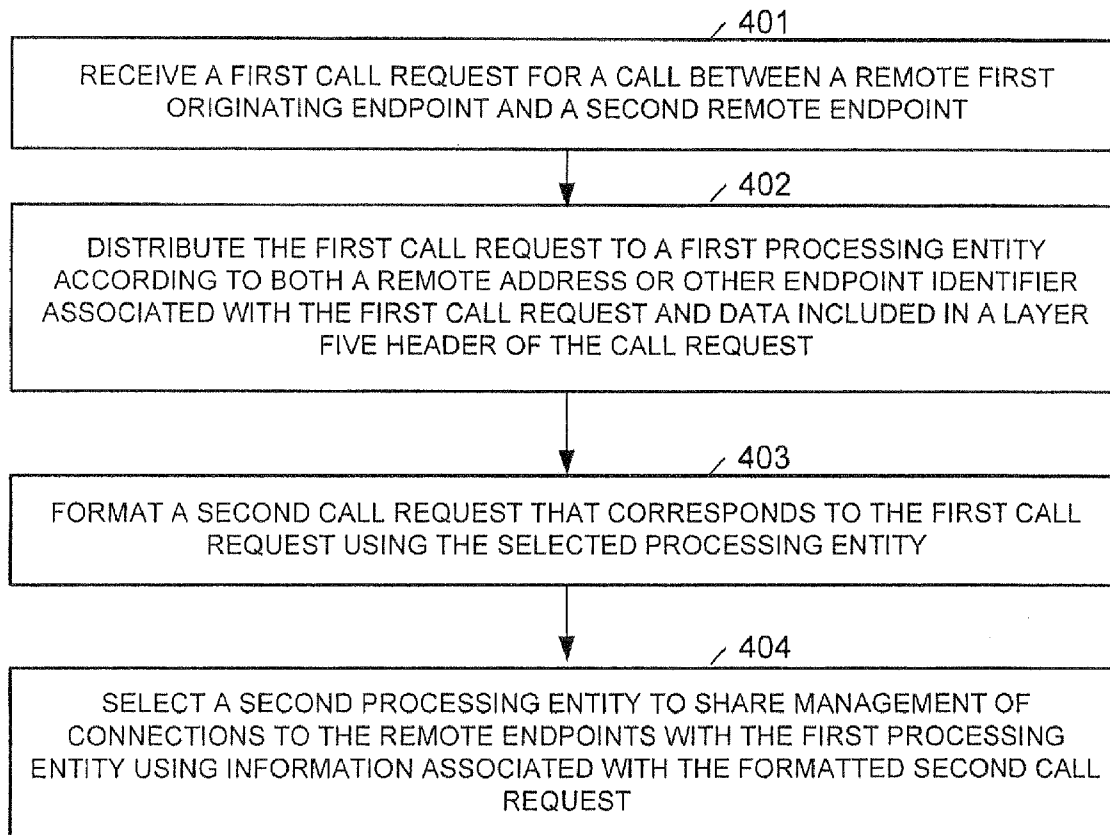 401
RECEIVE A FIRST CALL REQUEST FOR A CALL BETWEEN A REMOTE FIRST
ORIGINATING ENDPOINT AND A SECOND REMOTE ENDPOINT
402
DISTRIBUTE THE FIRST CALL REQUEST TO A FIRST PROCESSING ENTITY
ACCORDING TO BOTH A REMOTE ADDRESS OR OTHER ENDPOINT IDENTIFIER
ASSOCIATED WITH THE FIRST CALL REQUEST AND DATA INCLUDED IN A LAYER
FIVE HEADER OF THE CALL REQUEST
403
FORMAT A SECOND CALL REQUEST THAT CORRESPONDS TO THE FIRST CALL
REQUEST USING THE SELECTED PROCESSING ENTITY
404
SELECT A SECOND PROCESSING ENTITY TO SHARE MANAGEMENT OF
CONNECTIONS TO THE REMOTE ENDPOINTS WITH THE FIRST PROCESSING
ENTITY USING INFORMATION ASSOCIATED WITH THE FORMATTED SECOND CALL
REQUEST